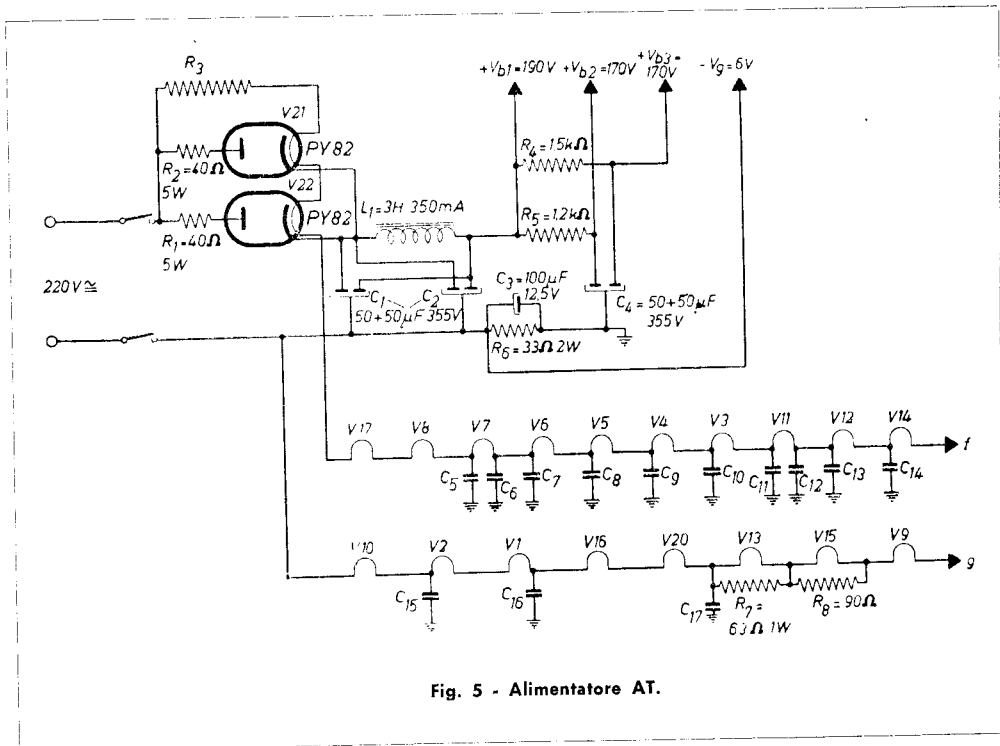 R3
V21
PY82
R2=40Ω
5W
V22
PY82
R1=40Ω
5W
220V≅
L1=3H 350mA
C1 C2
50+50μF 355V
+Vb1=190V
+Vb2=170V
+Vb3=
170V
-Vg=6V
R4=15kΩ
R5=1.2kΩ
C3=100μF
12,5V
R6=33Ω 2W
C4=50+50μF
355V
V17 V8 V7 V6 V5 V4 V3 V11 V12 V14
f
C5 C6 C7 C8 C9 C10 C11 C12 C13 C14
V10 V2 V1 V16 V20 V13 V15 V9
g
C15 C16 C17
R7=
63Ω 1W
R8=90Ω
Fig. 5 - Alimentatore AT.